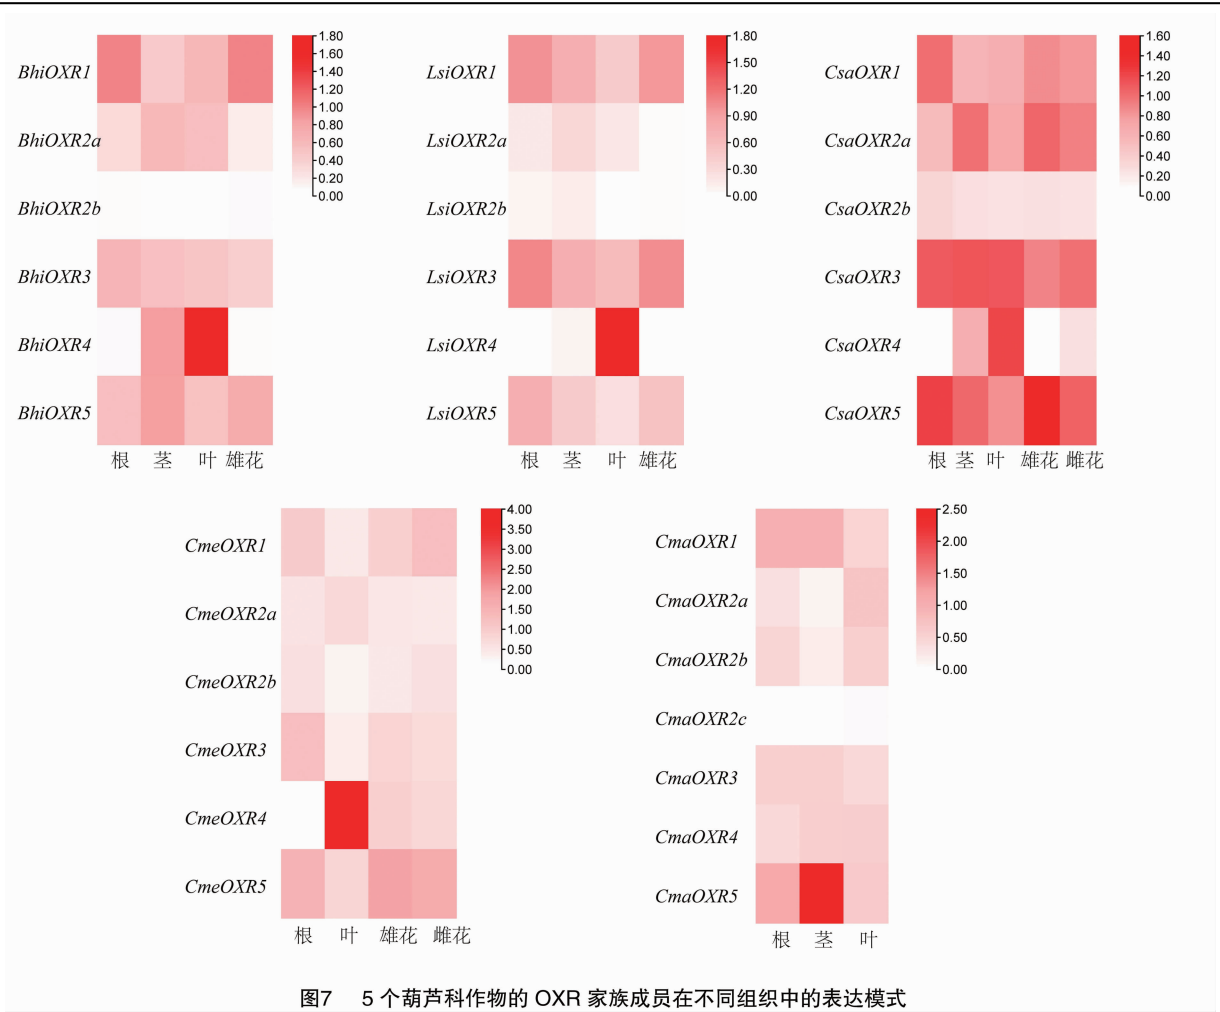 BhiOXR1
BhiOXR2a
BhiOXR2b
BhiOXR3
BhiOXR4
BhiOXR5
根 茎 叶 雄花
1.80
1.60
1.40
1.20
1.00
0.80
0.60
0.40
0.20
0.00
LsiOXR1
LsiOXR2a
LsiOXR2b
LsiOXR3
LsiOXR4
LsiOXR5
根 茎 叶 雄花
1.80
1.50
1.20
0.90
0.60
0.30
0.00
CsaOXR1
CsaOXR2a
CsaOXR2b
CsaOXR3
CsaOXR4
CsaOXR5
根 茎 叶 雄花 雌花
1.60
1.40
1.20
1.00
0.80
0.60
0.40
0.20
0.00
CmeOXR1
CmeOXR2a
CmeOXR2b
CmeOXR3
CmeOXR4
CmeOXR5
根 叶 雄花 雌花
4.00
3.50
3.00
2.50
2.00
1.50
1.00
0.50
0.00
CmaOXR1
CmaOXR2a
CmaOXR2b
CmaOXR2c
CmaOXR3
CmaOXR4
CmaOXR5
根 茎 叶
2.50
2.00
1.50
1.00
0.50
0.00
图7 5 个葫芦科作物的 OXR 家族成员在不同组织中的表达模式